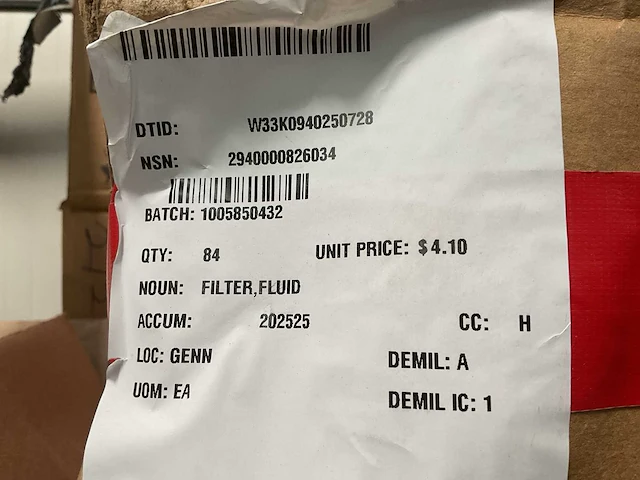 DTID: W33K0940250728
NSN: 2940000826034
BATCH: 1005850432
QTY: 84 UNIT PRICE: $4.10
NOUN: FILTER,FLUID
ACCUM: 202525 CC: H
LOC: GENN DEMIL: A
UOM: EA DEMIL IC: 1